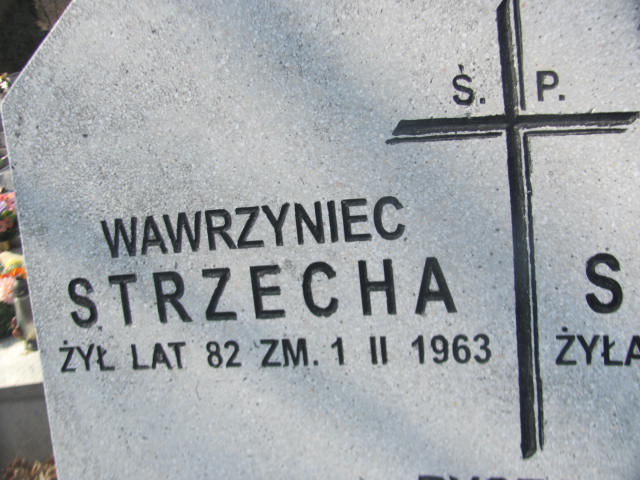 Ś. P.
WAWRZYNIEC
STRZECHA
ŻYŁ LAT 82 ZM. 1 II 1963
ŻYŁA